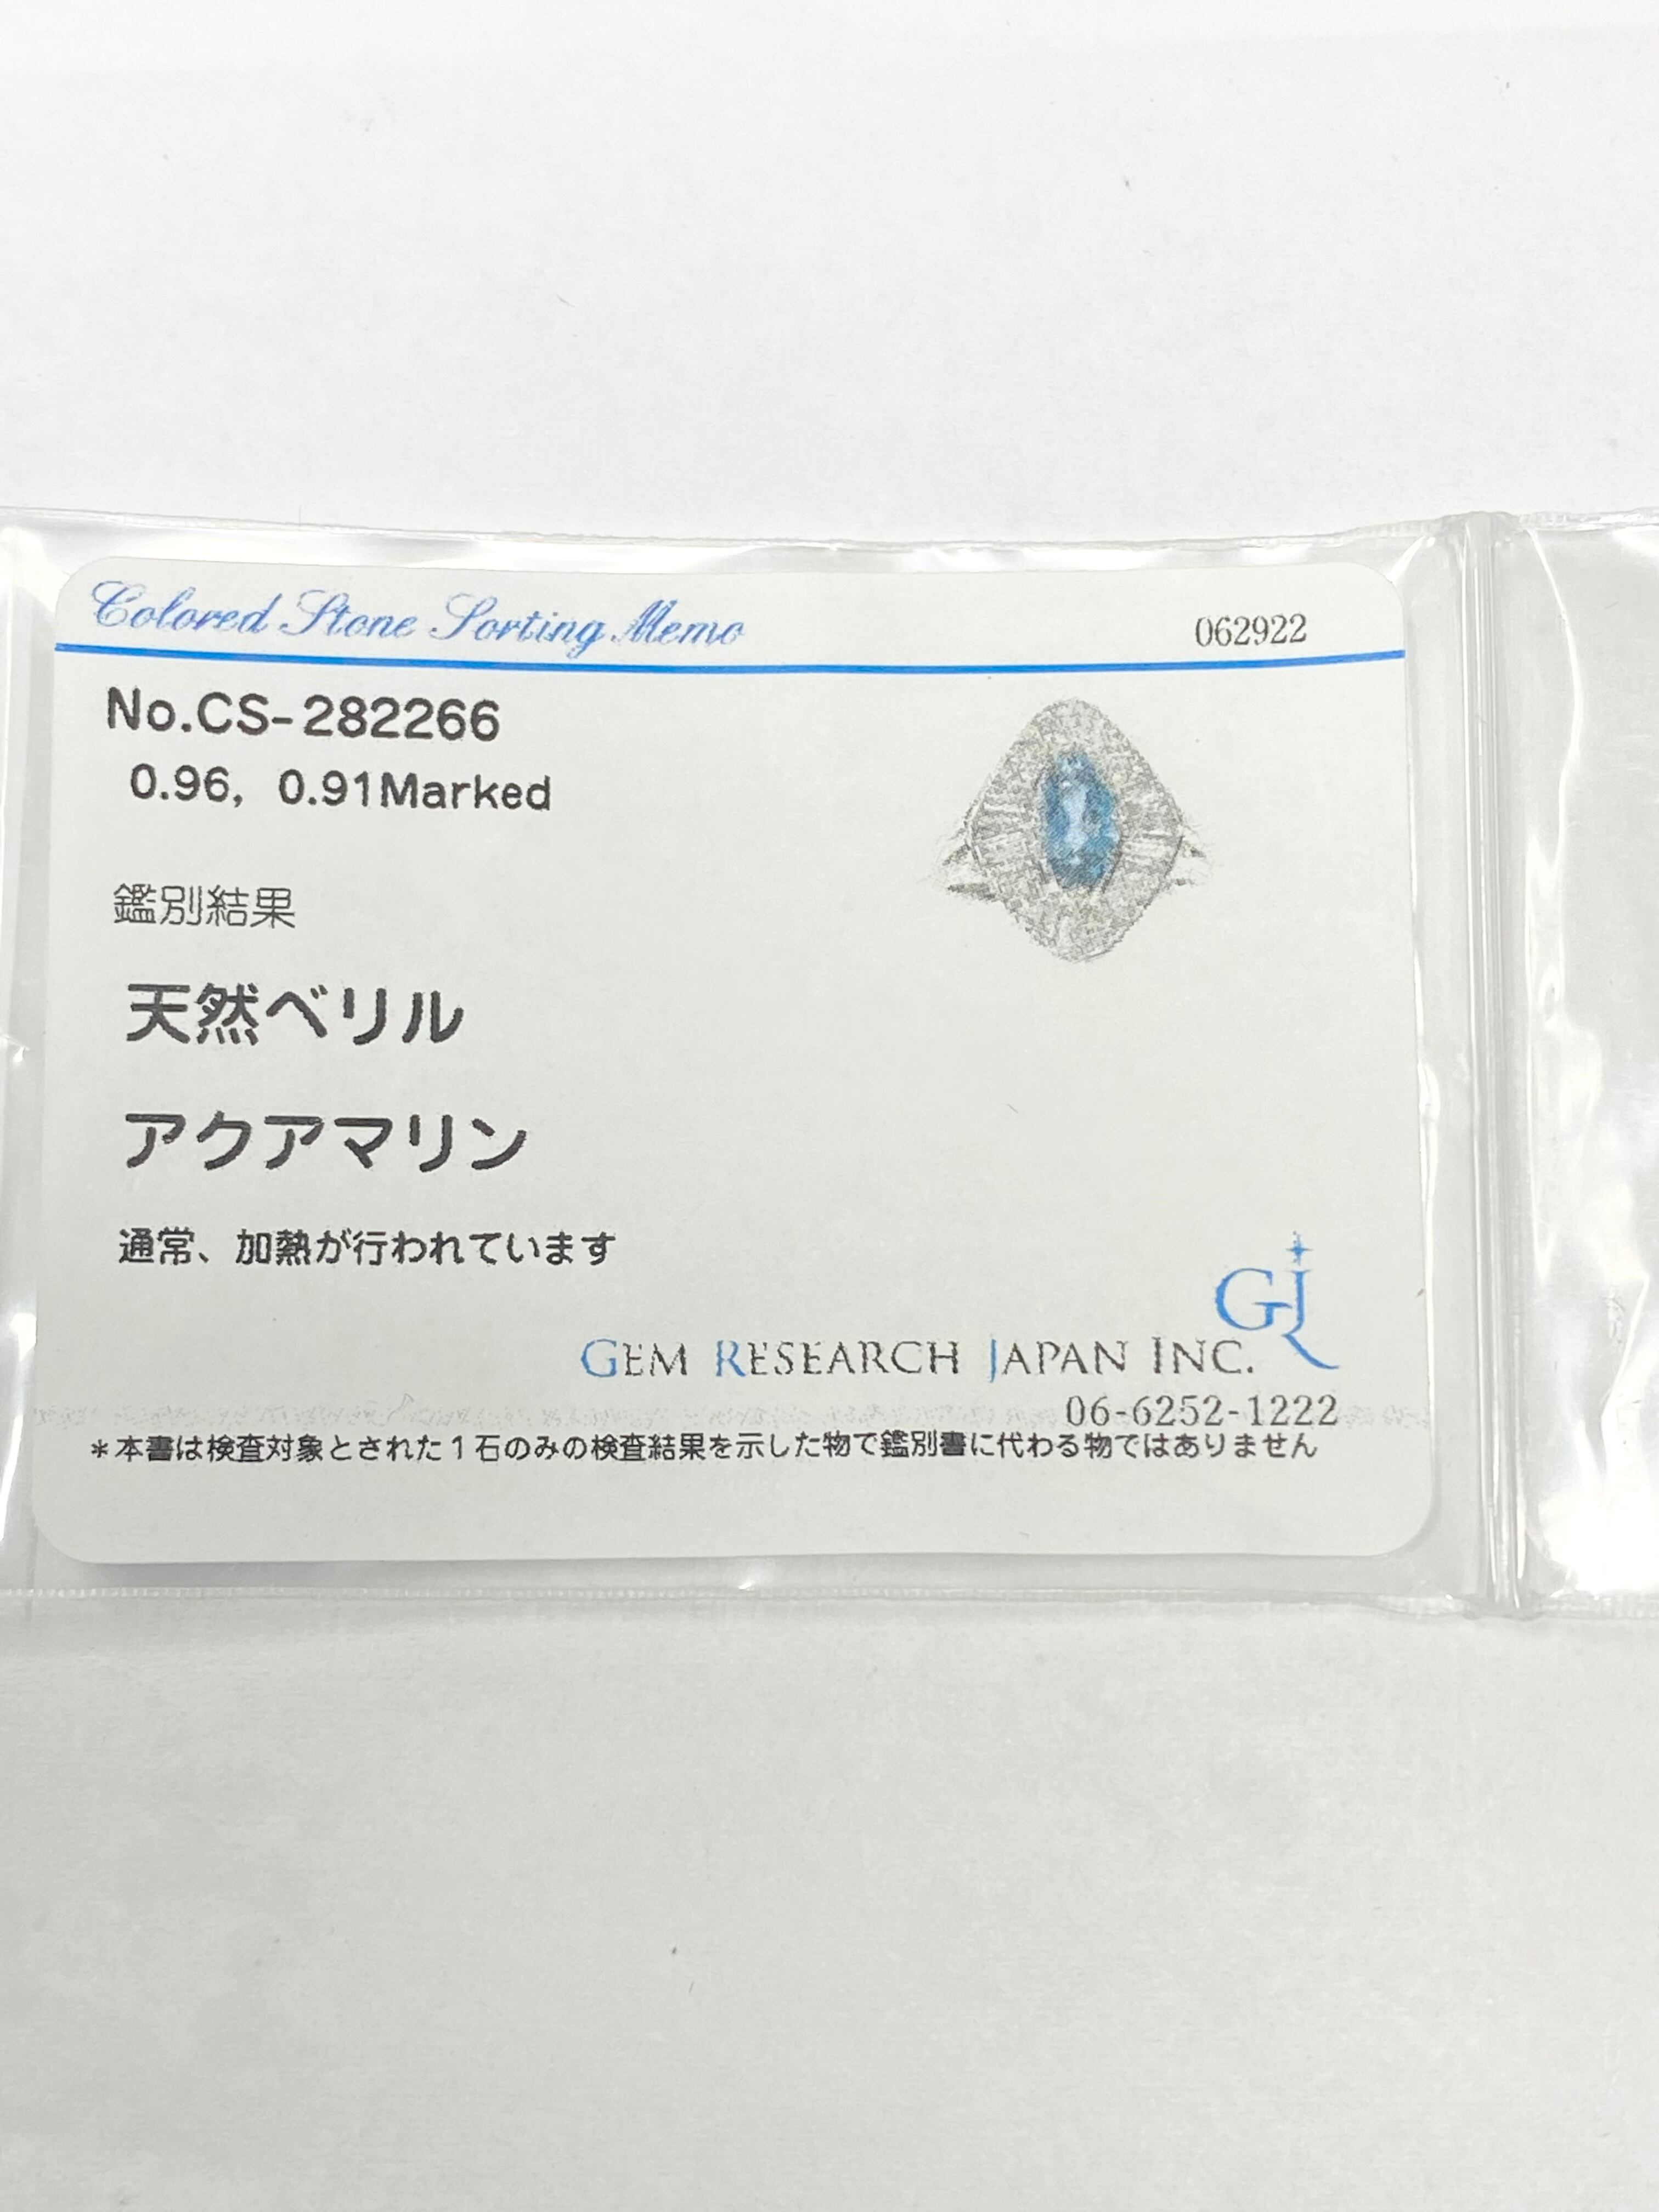 Colored Stone Sorting Memo
062922
No.CS-282266
0.96, 0.91Marked
鑑別結果
天然ベリル
アクアマリン
通常、加熱が行われています
GJ
GEM RESEARCH JAPAN INC.
06-6252-1222
*本書は検査対象とされた1石のみの検査結果を示した物で鑑別書に代わる物ではありません